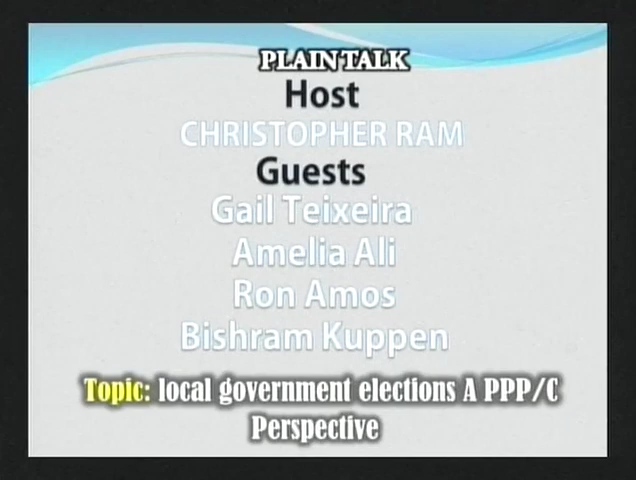 PLAIN TALK
Host
CHRISTOPHER RAM
Guests
Gail Teixeira
Amelia Ali
Ron Amos
Bishram Kuppen
Topic: local government elections A PPP/C
Perspective